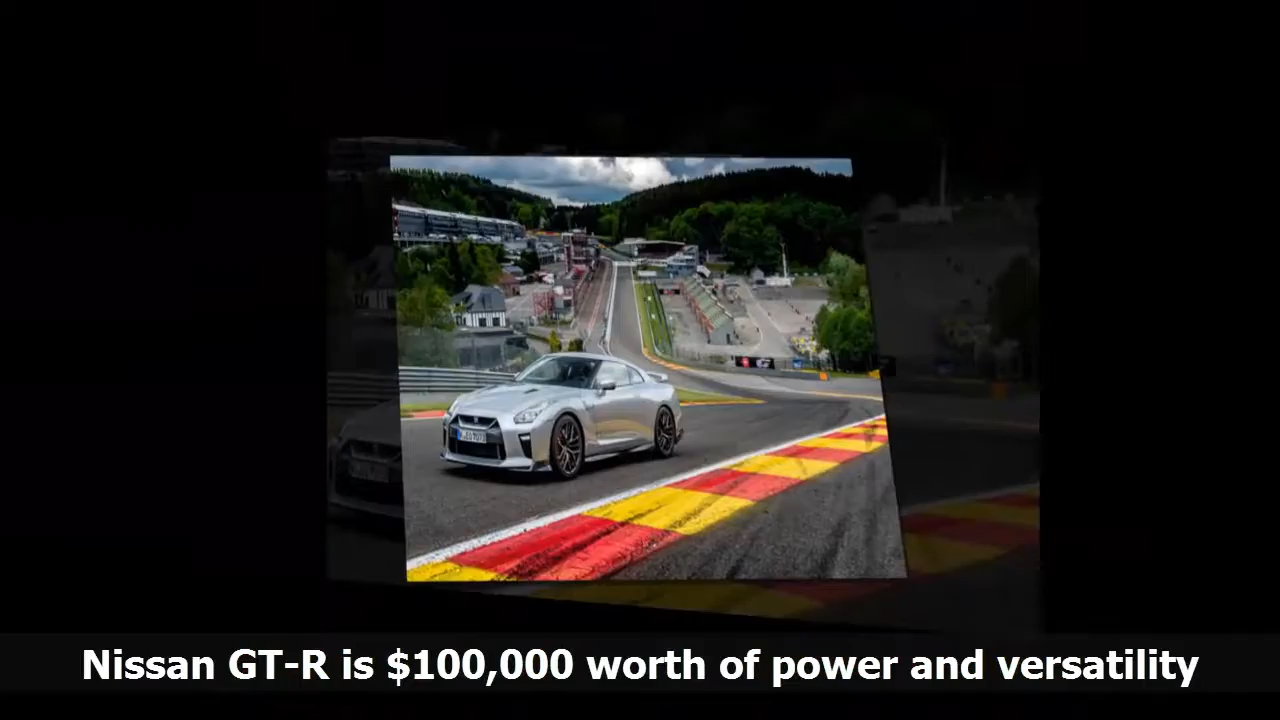 Nissan GT-R is $100,000 worth of power and versatility